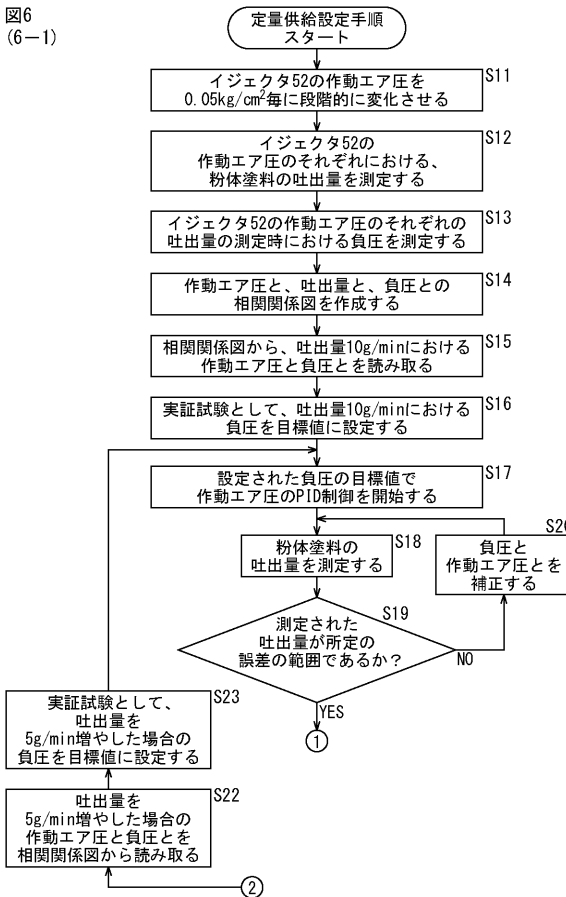 図6
(6－1)
定量供給設定手順
スタート
S11
イジェクタ52の作動エア圧を
0.05kg/cm²毎に段階的に変化させる
S12
イジェクタ52の
作動エア圧のそれぞれにおける、
粉体塗料の吐出量を測定する
S13
イジェクタ52の作動エア圧のそれぞれの
吐出量の測定時における負圧を測定する
S14
作動エア圧と、吐出量と、負圧との
相関関係図を作成する
S15
相関関係図から、吐出量10g/minにおける
作動エア圧と負圧とを読み取る
S16
実証試験として、吐出量10g/minにおける
負圧を目標値に設定する
S17
設定された負圧の目標値で
作動エア圧のPID制御を開始する
S18
粉体塗料の
吐出量を測定する
S20
負圧と
作動エア圧とを
補正する
S19
測定された
吐出量が所定の
誤差の範囲であるか？
NO
YES
①
S23
実証試験として、
吐出量を
5g/min増やした場合の
負圧を目標値に設定する
S22
吐出量を
5g/min増やした場合の
作動エア圧と負圧とを
相関関係図から読み取る
②